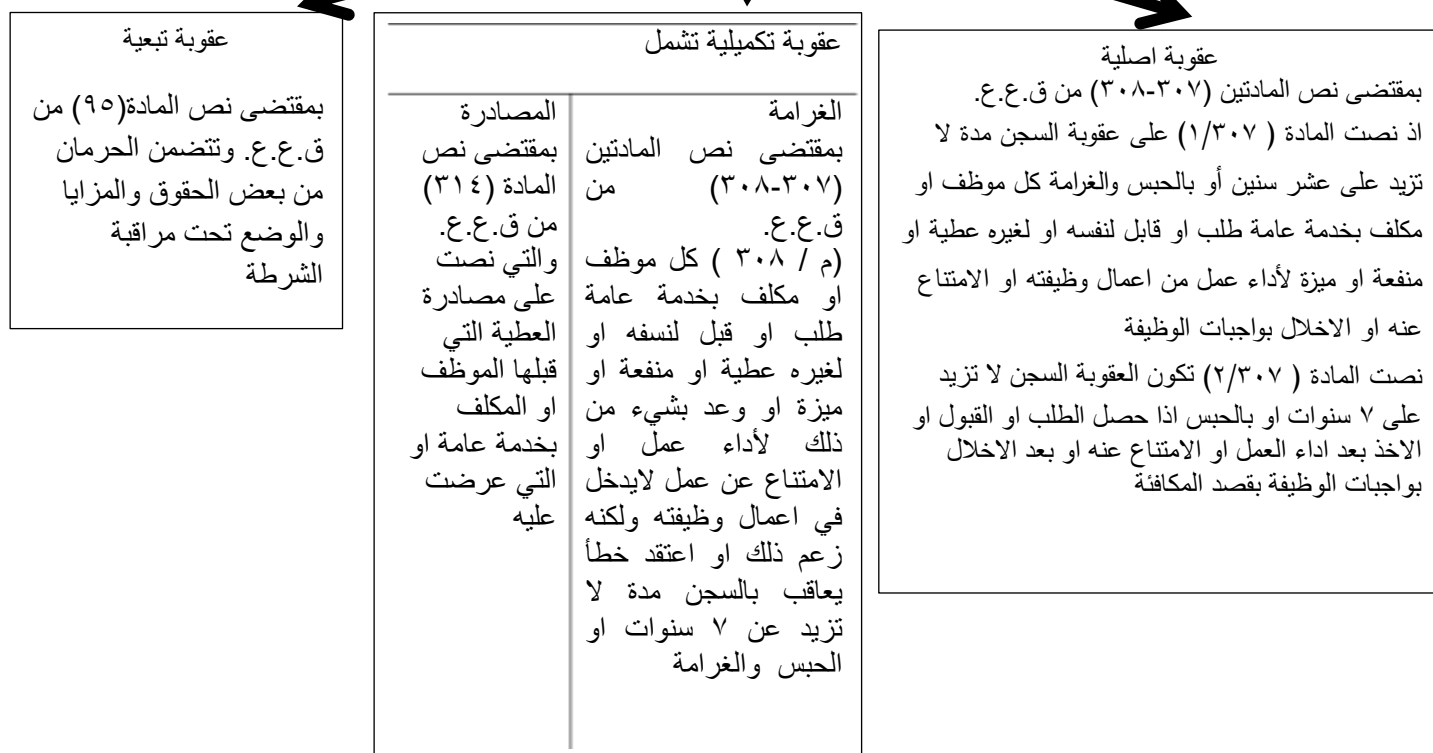 عقوبة اصلية
بمقتضى نص المادتين (٣٠٧-٣٠٨) من ق.ع.ع.
اذ نصت المادة ( ١/٣٠٧) على عقوبة السجن مدة لا
تزيد على عشر سنين أو بالحبس والغرامة كل موظف او
مكلف بخدمة عامة طلب او قابل لنفسه او لغيره عطية او
منفعة او ميزة لأداء عمل من اعمال وظيفته او الامتناع
عنه او الاخلال بواجبات الوظيفة
نصت المادة ( ٢/٣٠٧) تكون العقوبة السجن لا تزيد
على ٧ سنوات او بالحبس اذا حصل الطلب او القبول او
الاخذ بعد اداء العمل او الامتناع عنه او بعد الاخلال
بواجبات الوظيفة بقصد المكافئة
عقوبة تكميلية تشمل
الغرامة
بمقتضى نص المادتين
(٣٠٧-٣٠٨) من
ق.ع.ع.
(م / ٣٠٨ ) كل موظف
او مكلف بخدمة عامة
طلب او قبل لنسفه او
لغيره عطية او منفعة او
ميزة او وعد بشيء من
ذلك لأداء عمل او
الامتناع عن عمل لايدخل
في اعمال وظيفته ولكنه
زعم ذلك او اعتقد خطأ
يعاقب بالسجن مدة لا
تزيد عن ٧ سنوات او
الحبس والغرامة
المصادرة
بمقتضى نص
المادة (٣١٤)
من ق.ع.ع.
والتي نصت
على مصادرة
العطية التي
قبلها الموظف
او المكلف
بخدمة عامة او
التي عرضت
عليه
عقوبة تبعية
بمقتضى نص المادة(٩٥) من
ق.ع.ع. وتتضمن الحرمان
من بعض الحقوق والمزايا
والوضع تحت مراقبة
الشرطة